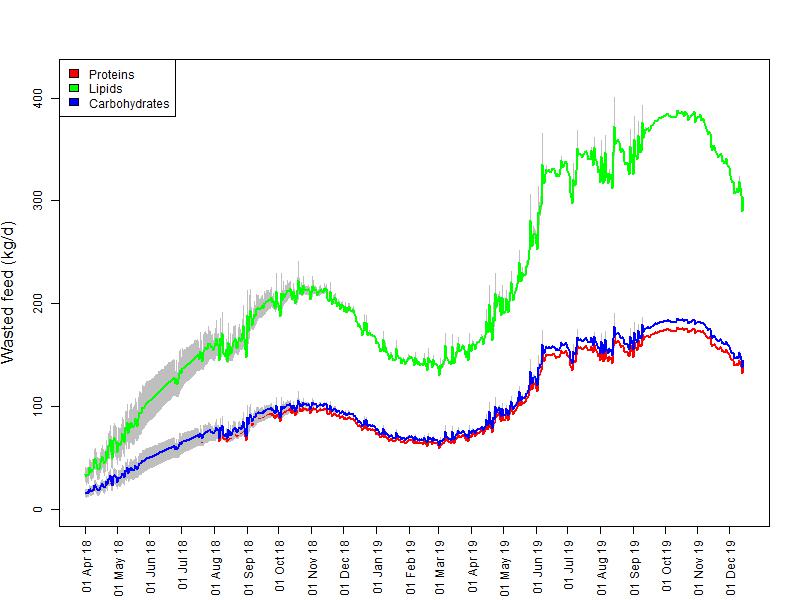 Proteins
Lipids
Carbohydrates
Wasted feed (kg/d)
400
300
200
100
0
01 Apr 18
01 May 18
01 Jun 18
01 Jul 18
01 Aug 18
01 Sep 18
01 Oct 18
01 Nov 18
01 Dec 18
01 Jan 19
01 Feb 19
01 Mar 19
01 Apr 19
01 May 19
01 Jun 19
01 Jul 19
01 Aug 19
01 Sep 19
01 Oct 19
01 Nov 19
01 Dec 19